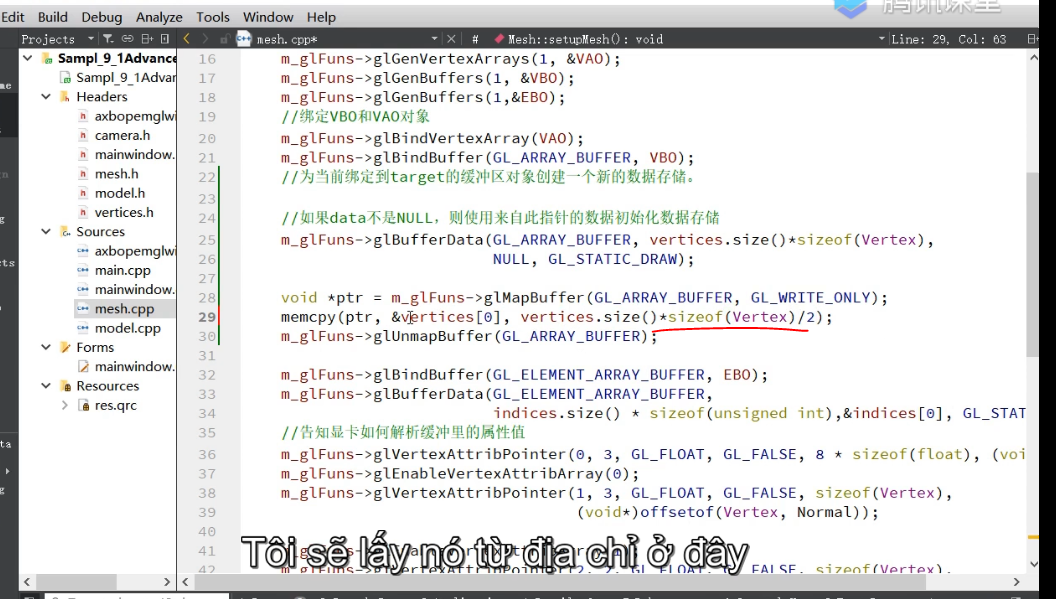 腾讯课堂
Edit Build Debug Analyze Tools Window Help
Projects mesh.cpp* # Mesh::setupMesh(): void Line: 29, Col: 63
Sampl_9_1Advance
Sampl_9_1Advar
Headers
axbopemglwi
camera.h
mainwindow.
mesh.h
model.h
vertices.h
Sources
axbopemglwi
main.cpp
mainwindow.
mesh.cpp
model.cpp
Forms
mainwindow.
Resources
res.qrc
16 m_glFuns->glGenVertexArrays(1, &VAO);
17 m_glFuns->glGenBuffers(1, &VBO);
18 m_glFuns->glGenBuffers(1,&EBO);
19 //绑定VBO和VAO对象
20 m_glFuns->glBindVertexArray(VAO);
21 m_glFuns->glBindBuffer(GL_ARRAY_BUFFER, VBO);
22 //为当前绑定到target的缓冲区对象创建一个新的数据存储。
23
24 //如果data不是NULL，则使用来自此指针的数据初始化数据存储
25 m_glFuns->glBufferData(GL_ARRAY_BUFFER, vertices.size()*sizeof(Vertex),
26 NULL, GL_STATIC_DRAW);
27
28 void *ptr = m_glFuns->glMapBuffer(GL_ARRAY_BUFFER, GL_WRITE_ONLY);
29 memcpy(ptr, &vertices[0], vertices.size()*sizeof(Vertex)/2);
30 m_glFuns->glUnmapBuffer(GL_ARRAY_BUFFER);
31
32 m_glFuns->glBindBuffer(GL_ELEMENT_ARRAY_BUFFER, EBO);
33 m_glFuns->glBufferData(GL_ELEMENT_ARRAY_BUFFER,
34 indices.size() * sizeof(unsigned int),&indices[0], GL_STAT
35 //告知显卡如何解析缓冲里的属性值
36 m_glFuns->glVertexAttribPointer(0, 3, GL_FLOAT, GL_FALSE, 8 * sizeof(float), (voi
37 m_glFuns->glEnableVertexAttribArray(0);
38 m_glFuns->glVertexAttribPointer(1, 3, GL_FLOAT, GL_FALSE, sizeof(Vertex),
39 (void*)offsetof(Vertex, Normal));
40
41
42
Tôi sẽ lấy nó từ địa chỉ ở đây